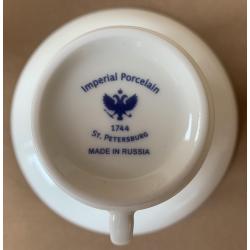 Imperial Porcelain
1744
St. Petersburg
MADE IN RUSSIA